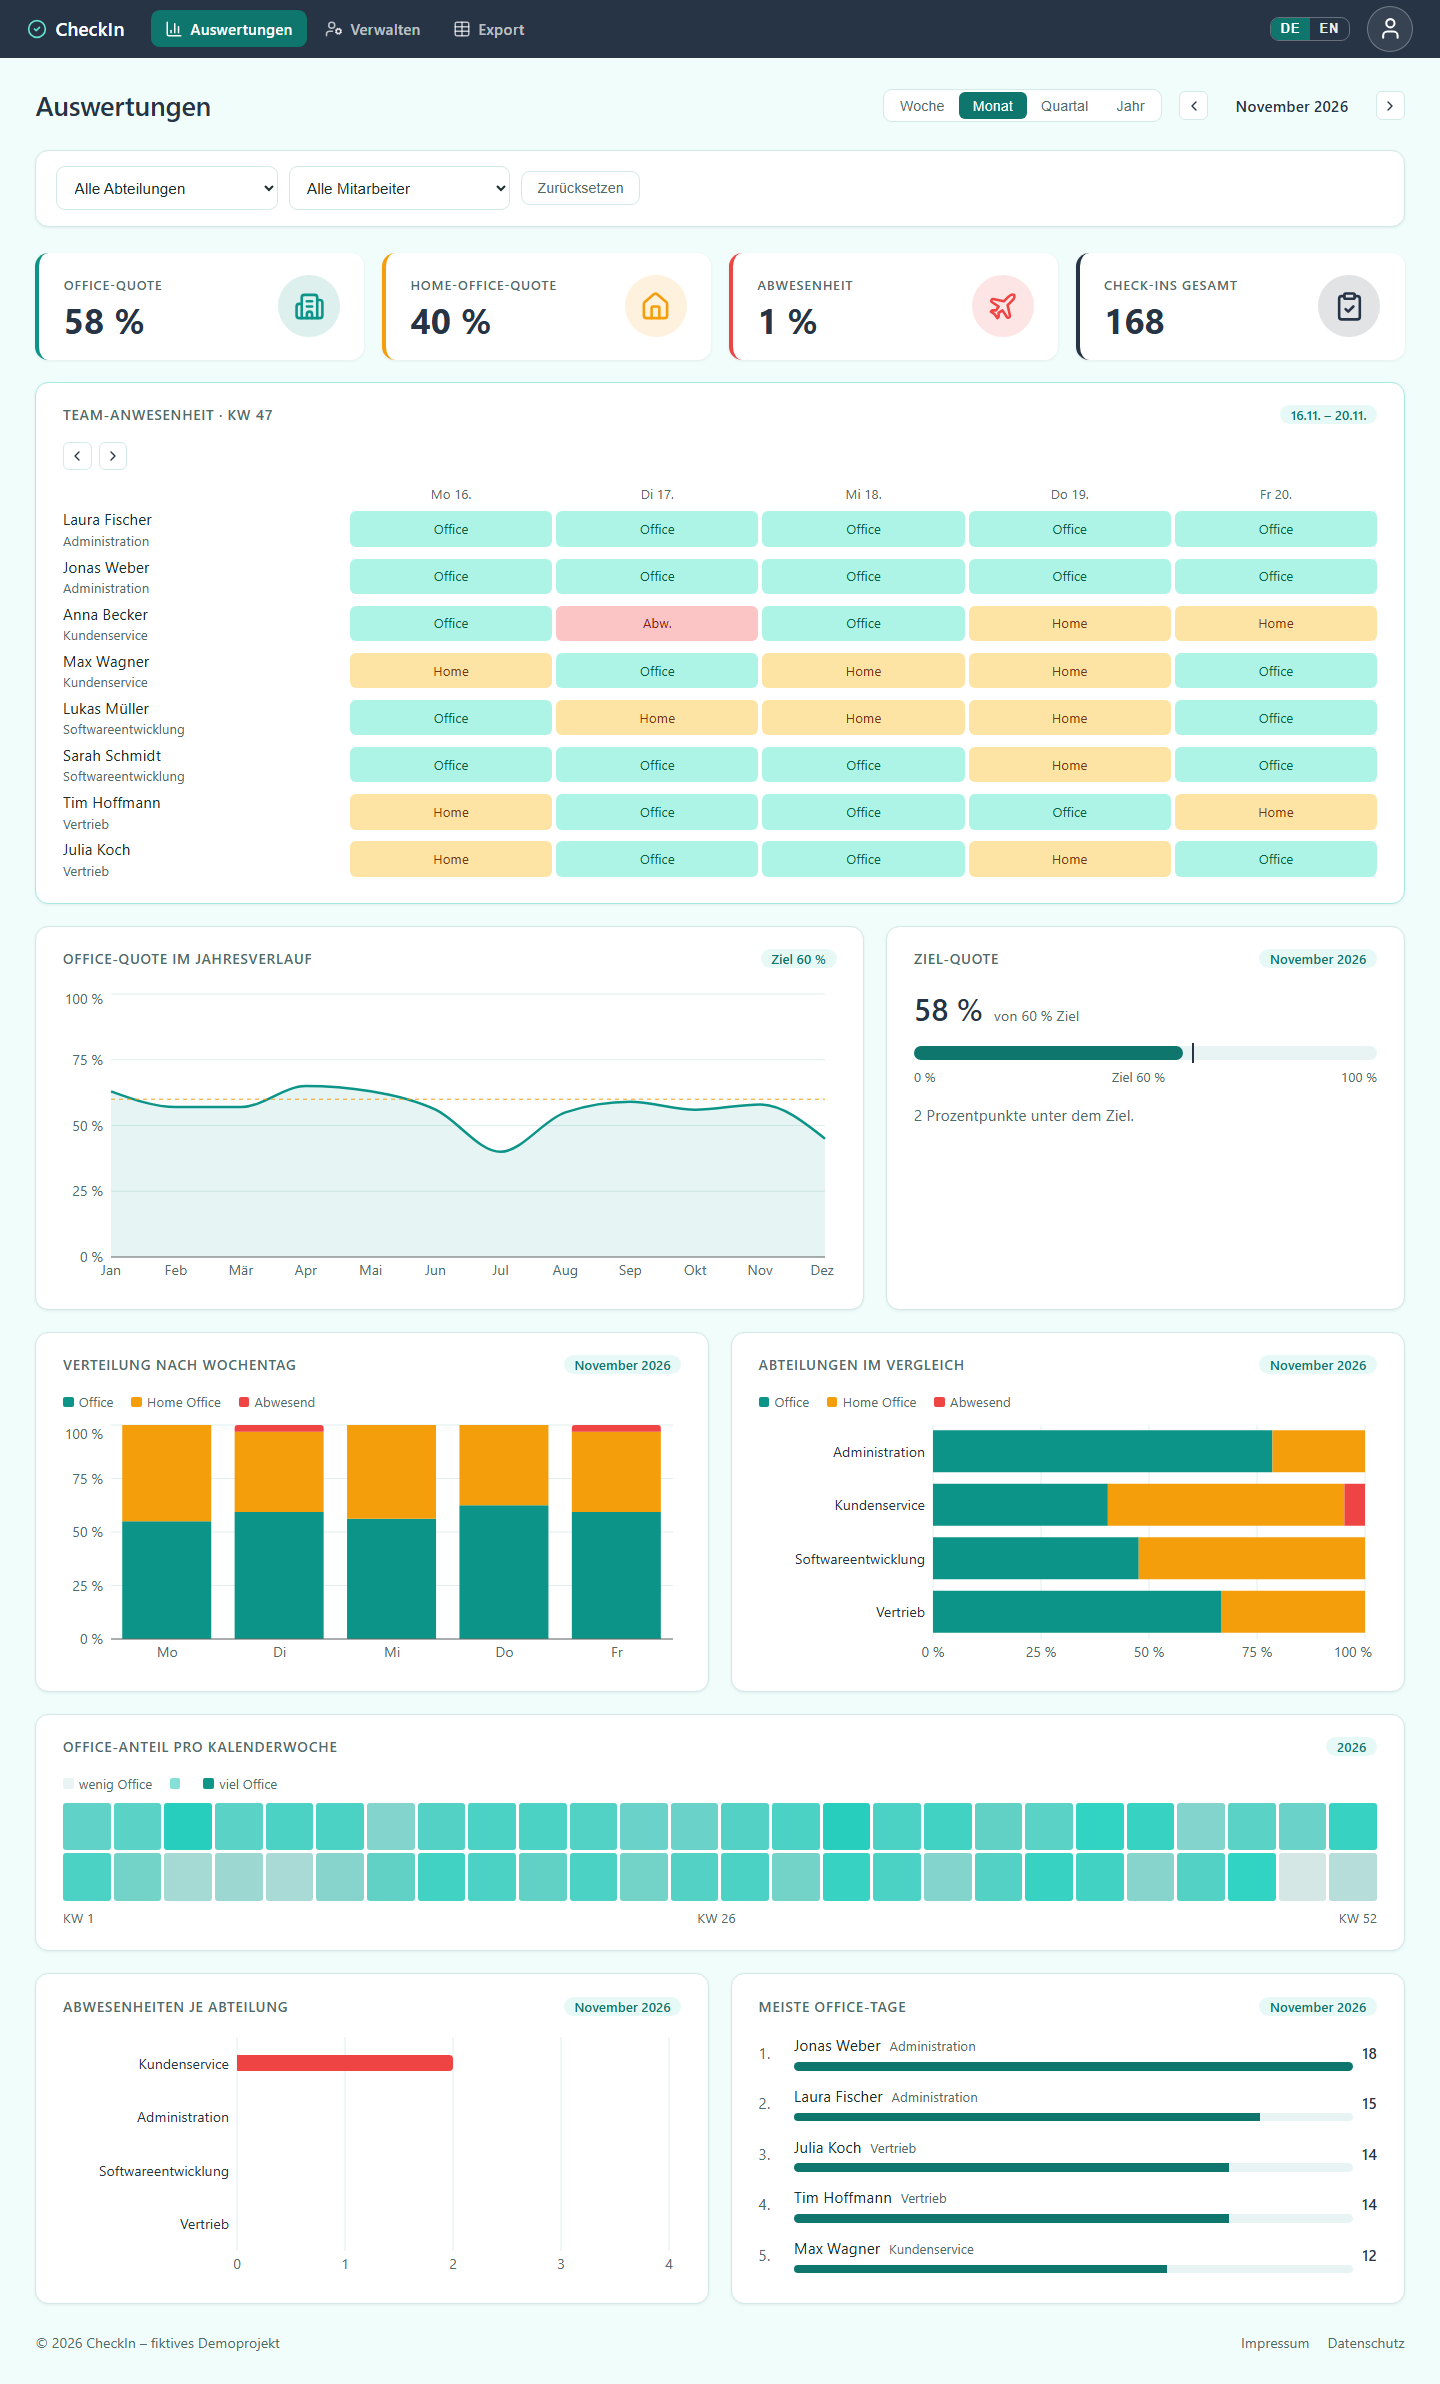 CheckIn Auswertungen Verwalten Export DE EN
Auswertungen Woche Monat Quartal Jahr November 2026
Alle Abteilungen Alle Mitarbeiter Zurücksetzen
OFFICE-QUOTE
58 %
HOME-OFFICE-QUOTE
40 %
ABWESENHEIT
1 %
CHECK-INS GESAMT
168
TEAM-ANWESENHEIT · KW 47 16.11. – 20.11.
Mo 16. Di 17. Mi 18. Do 19. Fr 20.
Laura Fischer
Administration
Office Office Office Office Office
Jonas Weber
Administration
Office Office Office Office Office
Anna Becker
Kundenservice
Office Abw. Office Home Home
Max Wagner
Kundenservice
Home Office Home Home Office
Lukas Müller
Softwareentwicklung
Office Home Home Home Office
Sarah Schmidt
Softwareentwicklung
Office Office Office Home Office
Tim Hoffmann
Vertrieb
Home Office Office Office Home
Julia Koch
Vertrieb
Home Office Office Home Office
OFFICE-QUOTE IM JAHRESVERLAUF Ziel 60 %
100 %
75 %
50 %
25 %
0 %
Jan Feb Mär Apr Mai Jun Jul Aug Sep Okt Nov Dez
ZIEL-QUOTE November 2026
58 % von 60 % Ziel
0 % Ziel 60 % 100 %
2 Prozentpunkte unter dem Ziel.
VERTEILUNG NACH WOCHENTAG November 2026
Office Home Office Abwesend
100 %
75 %
50 %
25 %
0 %
Mo Di Mi Do Fr
ABTEILUNGEN IM VERGLEICH November 2026
Office Home Office Abwesend
Administration
Kundenservice
Softwareentwicklung
Vertrieb
0 % 25 % 50 % 75 % 100 %
OFFICE-ANTEIL PRO KALENDERWOCHE 2026
wenig Office viel Office
KW 1 KW 26 KW 52
ABWESENHEITEN JE ABTEILUNG November 2026
Kundenservice
Administration
Softwareentwicklung
Vertrieb
0 1 2 3 4
MEISTE OFFICE-TAGE November 2026
1. Jonas Weber Administration 18
2. Laura Fischer Administration 15
3. Julia Koch Vertrieb 14
4. Tim Hoffmann Vertrieb 14
5. Max Wagner Kundenservice 12
© 2026 CheckIn – fiktives Demoprojekt Impressum Datenschutz